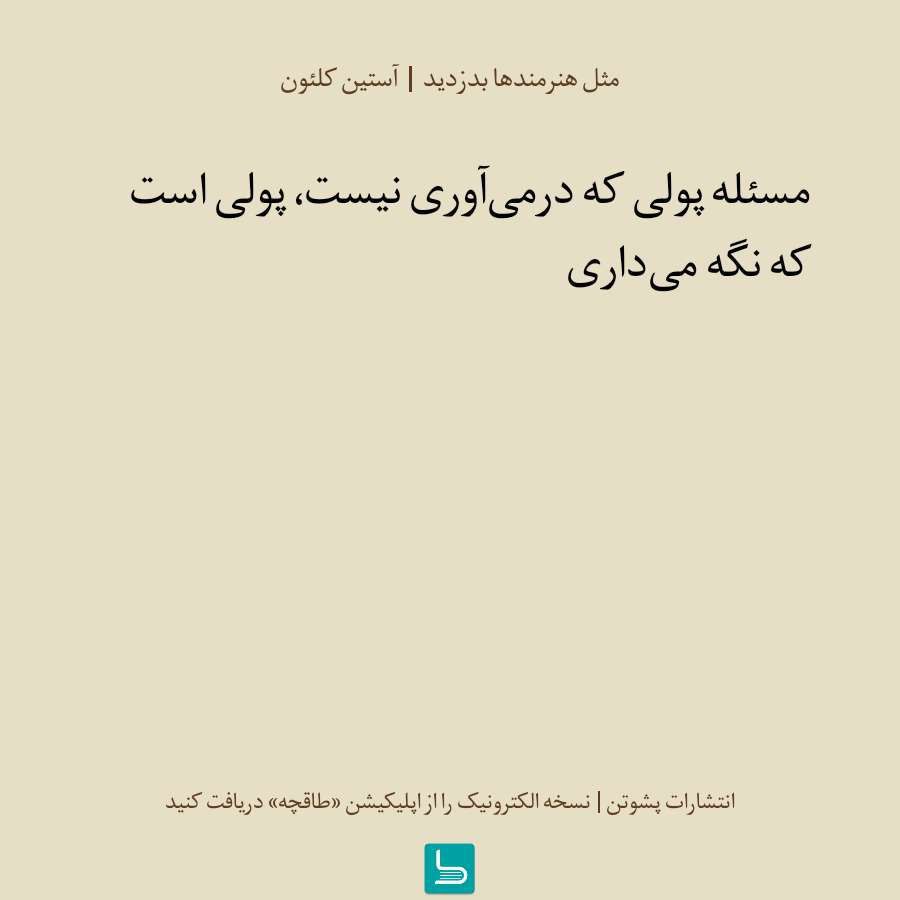 مثل هنرمندها بدزدید | آستین کلئون
مسئله پولی که درمی‌آوری نیست، پولی است
که نگه می‌داری
انتشارات پشوتن | نسخه الکترونیک را از اپلیکیشن «طاقچه» دریافت کنید